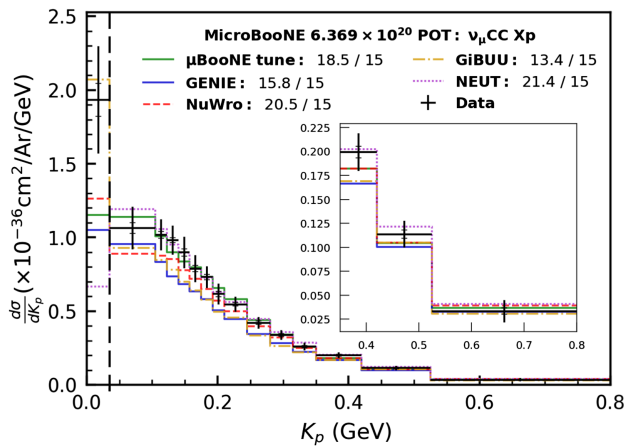 MicroBooNE 6.369 × 10²⁰ POT: νμCC Xp
μBooNE tune: 18.5 / 15
GENIE: 15.8 / 15
NuWro: 20.5 / 15
GiBUU: 13.4 / 15
NEUT: 21.4 / 15
Data
dσ/dKp (×10⁻³⁶cm²/Ar/GeV)
2.5
2.0
1.5
1.0
0.5
0.0
0.225
0.200
0.175
0.150
0.125
0.100
0.075
0.050
0.025
0.4 0.5 0.6 0.7 0.8
0.0 0.2 0.4 0.6 0.8
Kp (GeV)